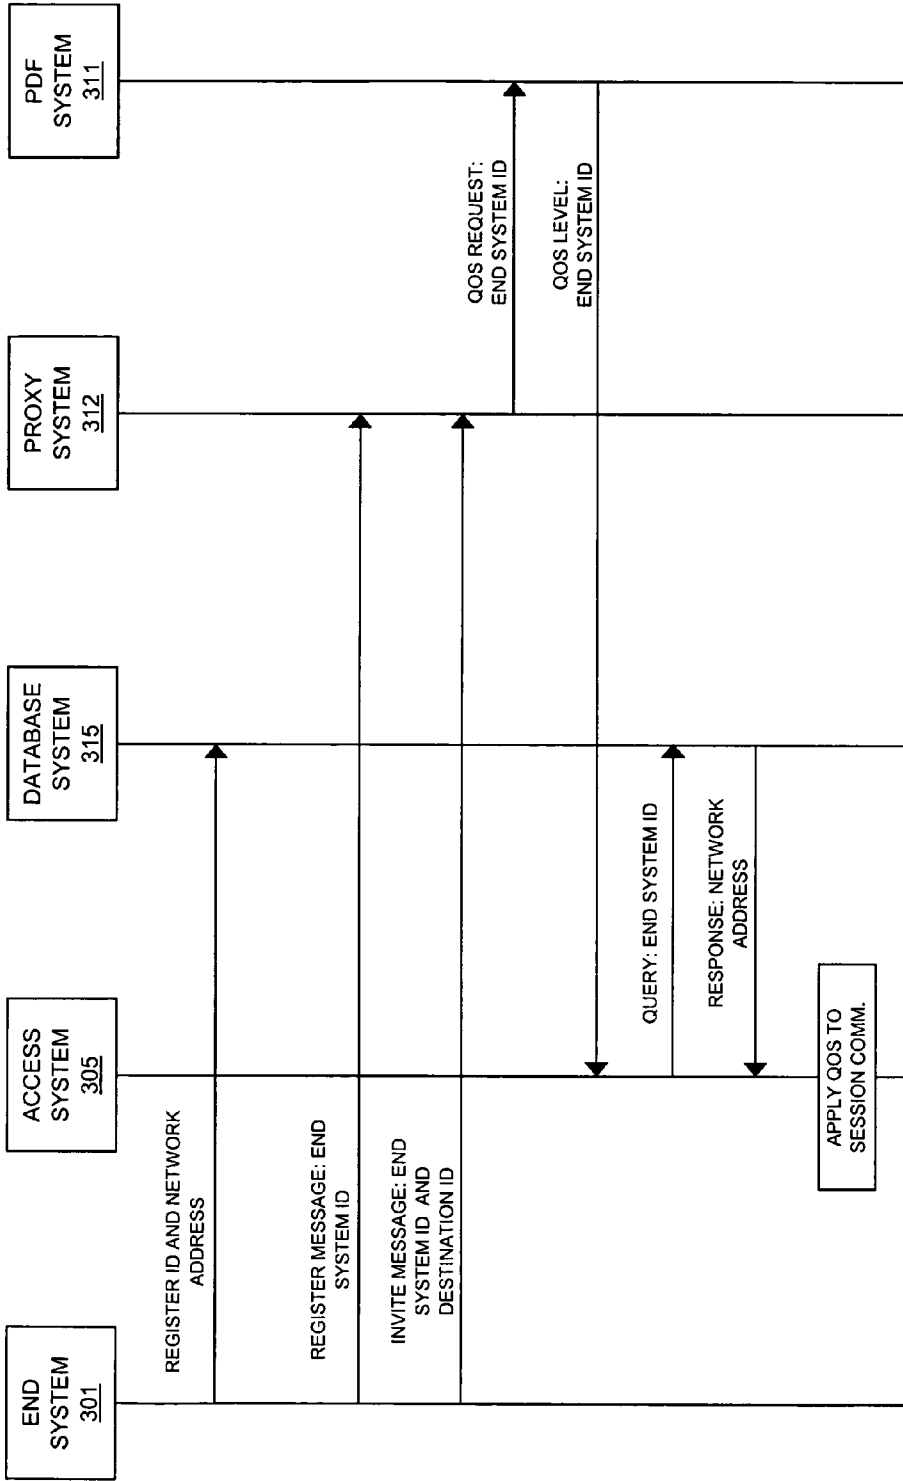 END
SYSTEM
301
ACCESS
SYSTEM
305
DATABASE
SYSTEM
315
PROXY
SYSTEM
312
PDF
SYSTEM
311
REGISTER ID AND NETWORK
ADDRESS
REGISTER MESSAGE: END
SYSTEM ID
INVITE MESSAGE: END
SYSTEM ID AND
DESTINATION ID
QOS REQUEST:
END SYSTEM ID
QOS LEVEL:
END SYSTEM ID
QUERY: END SYSTEM ID
RESPONSE: NETWORK
ADDRESS
APPLY QOS TO
SESSION COMM.